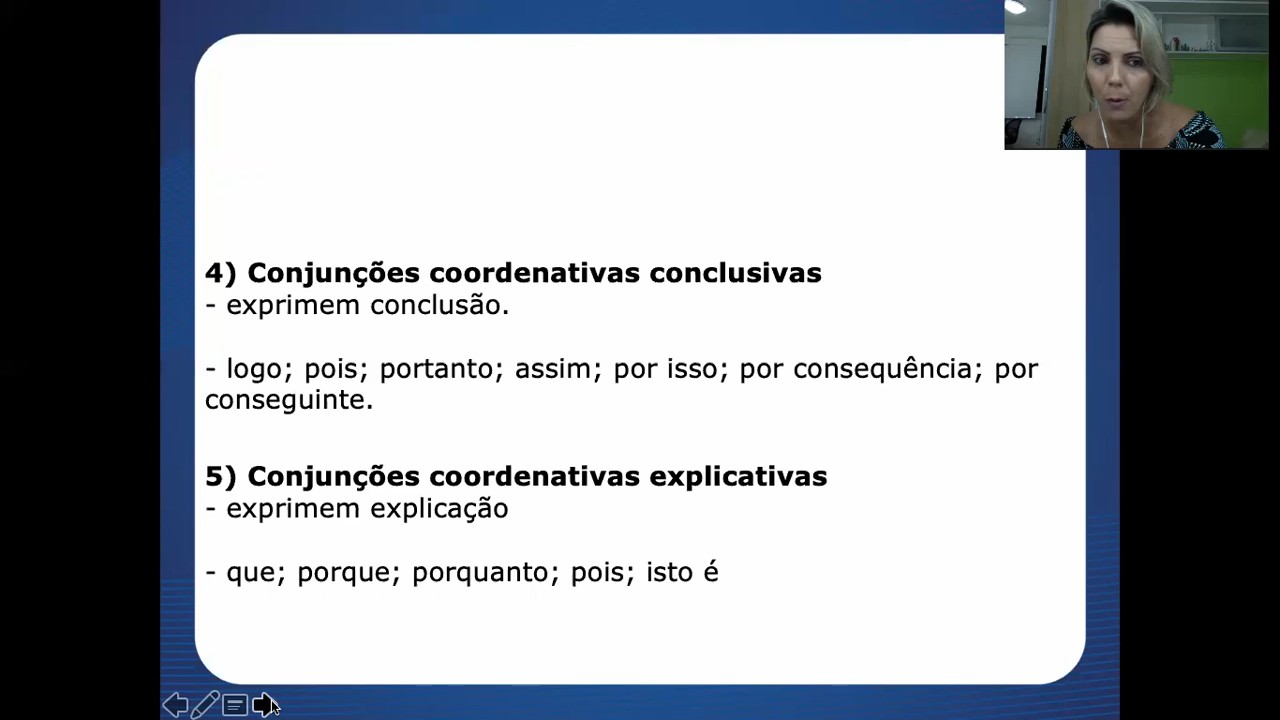 4) Conjunções coordenativas conclusivas
- exprimem conclusão.
- logo; pois; portanto; assim; por isso; por consequência; por
conseguinte.
5) Conjunções coordenativas explicativas
- exprimem explicação
- que; porque; porquanto; pois; isto é